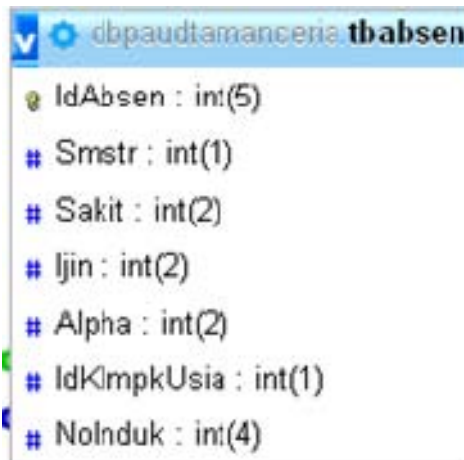 v dbpaudtamanceria tbabsen
IdAbsen : int(5)
# Smstr : int(1)
# Sakit : int(2)
# Ijin : int(2)
# Alpha : int(2)
# IdKlmpkUsia : int(1)
# NoInduk : int(4)